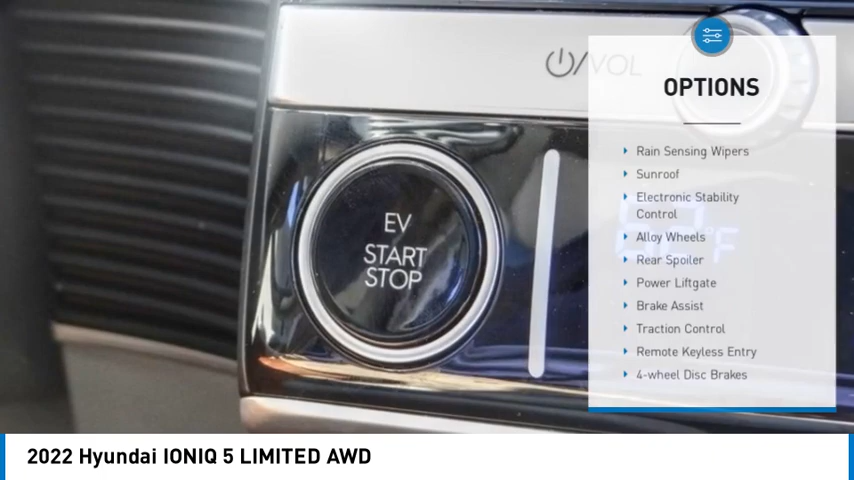 ⏻/VOL
OPTIONS
Rain Sensing Wipers
Sunroof
Electronic Stability
Control
Alloy Wheels
Rear Spoiler
Power Liftgate
Brake Assist
Traction Control
Remote Keyless Entry
4-wheel Disc Brakes
EV
START
STOP
°F
2022 Hyundai IONIQ 5 LIMITED AWD